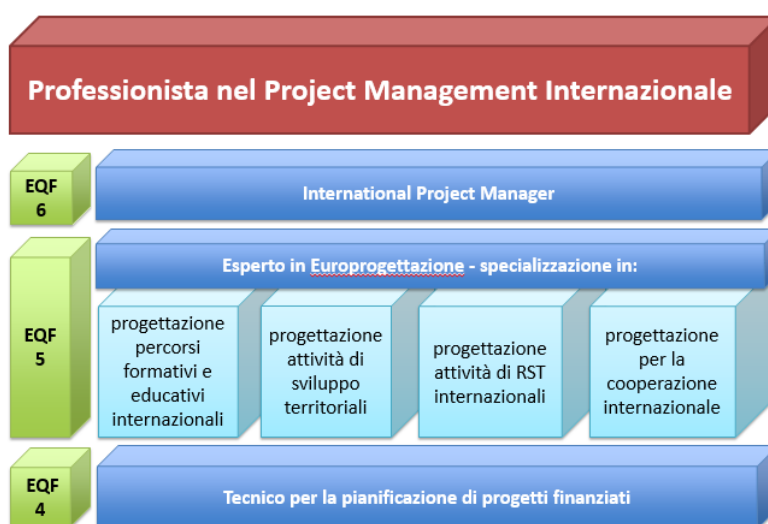 Professionista nel Project Management Internazionale
EQF
6
International Project Manager
Esperto in Europrogettazione - specializzazione in:
EQF
5
progettazione
percorsi
formativi e
educativi
internazionali
progettazione
attività di
sviluppo
territoriali
progettazione
attività di RST
internazionali
progettazione
per la
cooperazione
internazionale
EQF
4
Tecnico per la pianificazione di progetti finanziati